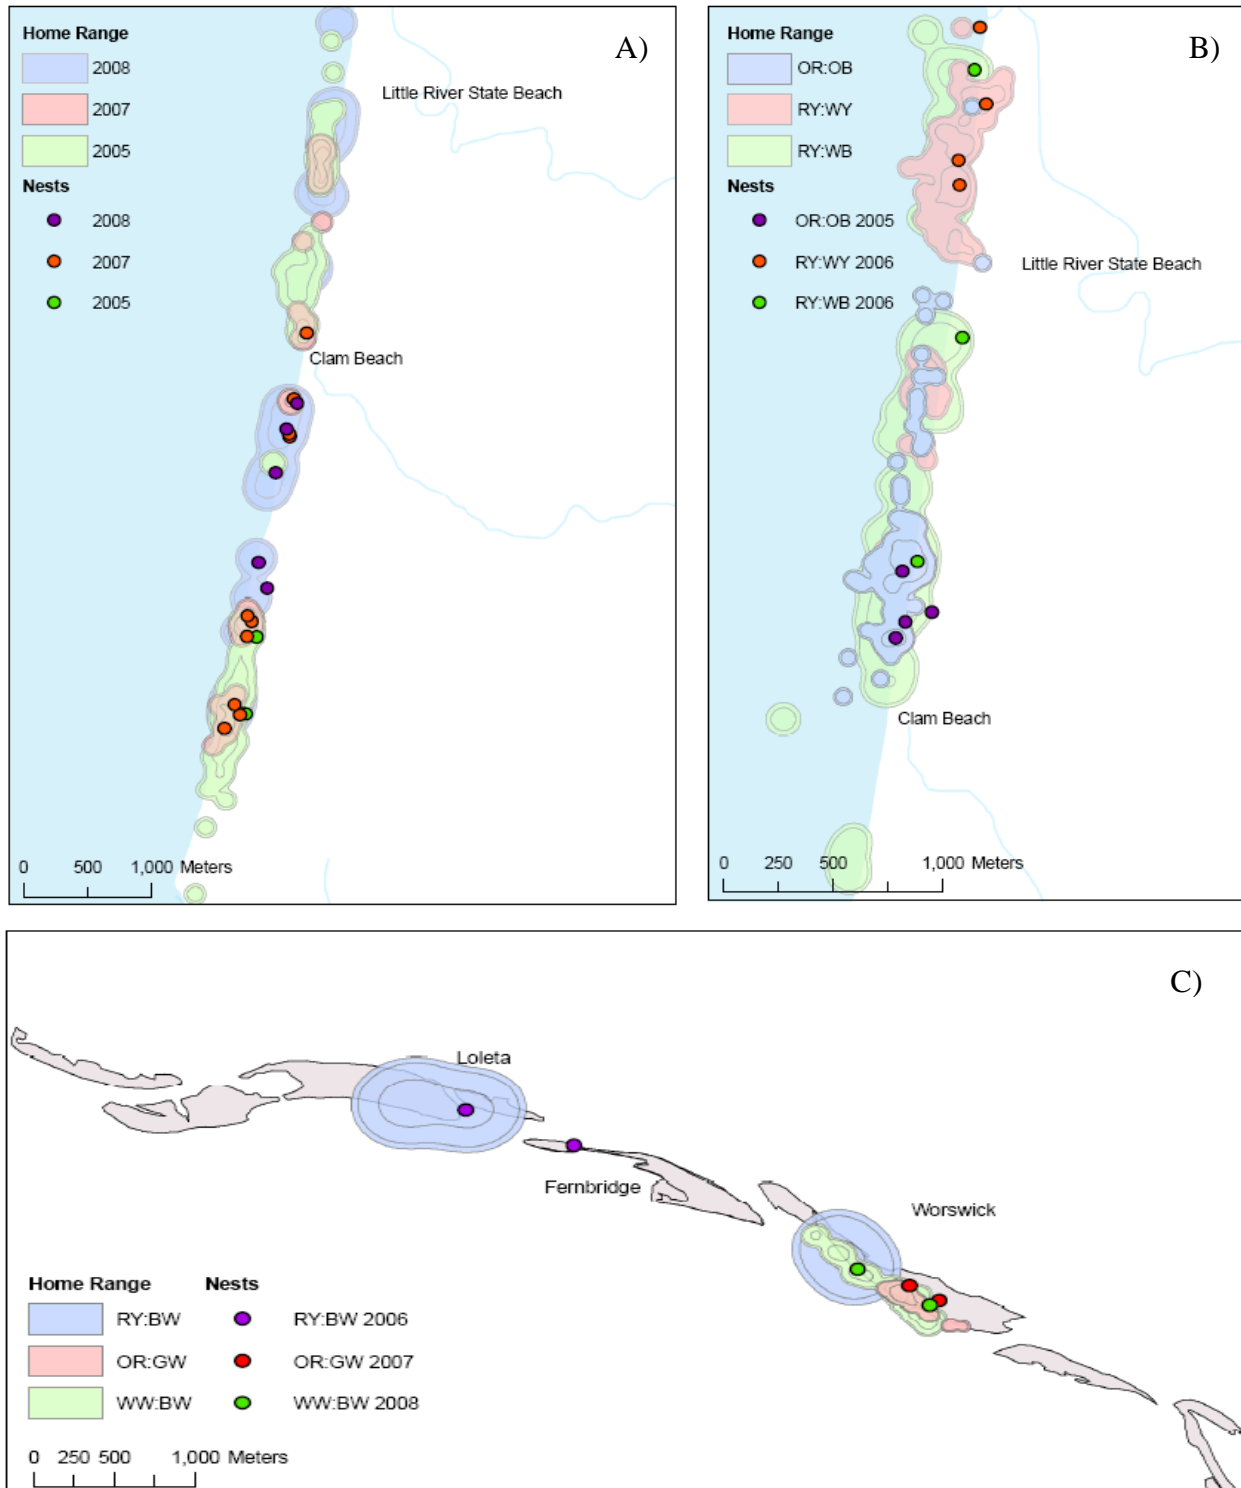 A)
Home Range
2008
2007
2005
Nests
2008
2007
2005
Little River State Beach
Clam Beach
0 500 1,000 Meters
B)
Home Range
OR:OB
RY:WY
RY:WB
Nests
OR:OB 2005
RY:WY 2006
RY:WB 2006
Little River State Beach
Clam Beach
0 250 500 1,000 Meters
C)
Loleta
Fernbridge
Worswick
Home Range Nests
RY:BW RY:BW 2006
OR:GW OR:GW 2007
WW:BW WW:BW 2008
0 250 500 1,000 Meters